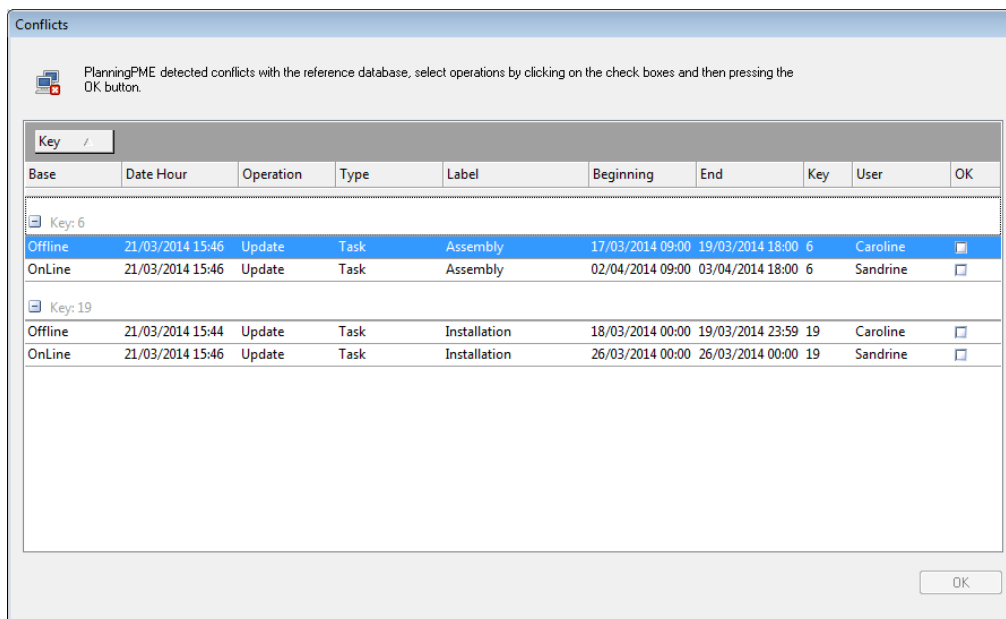 Conflicts
PlanningPME detected conflicts with the reference database, select operations by clicking on the check boxes and then pressing the
OK button.
Key
Base Date Hour Operation Type Label Beginning End Key User OK
Key: 6
Offline 21/03/2014 15:46 Update Task Assembly 17/03/2014 09:00 19/03/2014 18:00 6 Caroline
OnLine 21/03/2014 15:46 Update Task Assembly 02/04/2014 09:00 03/04/2014 18:00 6 Sandrine
Key: 19
Offline 21/03/2014 15:44 Update Task Installation 18/03/2014 00:00 19/03/2014 23:59 19 Caroline
OnLine 21/03/2014 15:46 Update Task Installation 26/03/2014 00:00 26/03/2014 00:00 19 Sandrine
OK